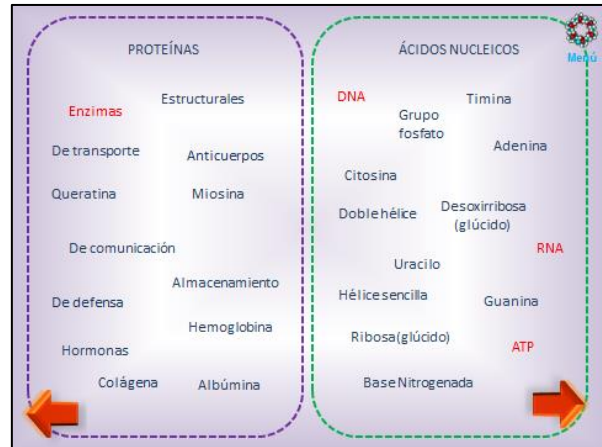 PROTEÍNAS
Enzimas
Estructurales
De transporte
Anticuerpos
Queratina
Miosina
De comunicación
Almacenamiento
De defensa
Hemoglobina
Hormonas
Colágena
Albúmina
ÁCIDOS NUCLEICOS
Menú
DNA
Timina
Grupo
fosfato
Adenina
Citosina
Doble hélice
Desoxirribosa
(glúcido)
RNA
Uracilo
Hélice sencilla
Guanina
Ribosa(glúcido)
ATP
Base Nitrogenada